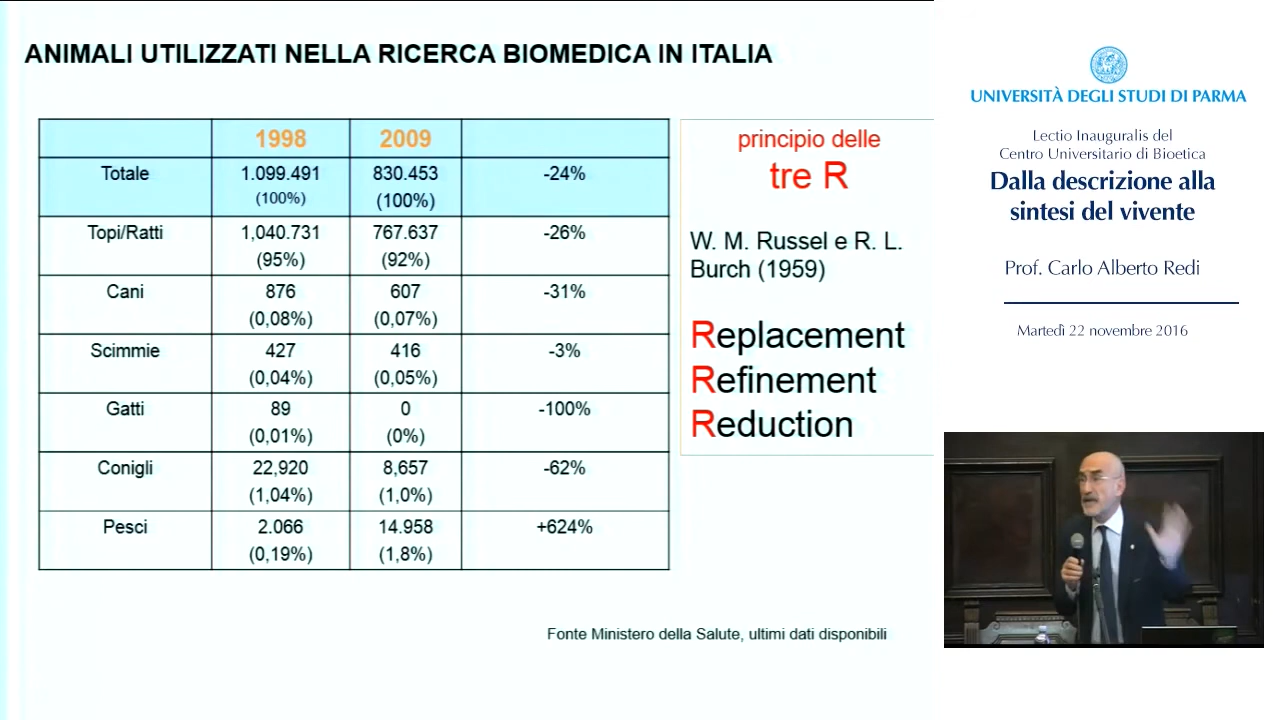 ANIMALI UTILIZZATI NELLA RICERCA BIOMEDICA IN ITALIA
1998 2009
Totale 1.099.491 830.453 -24%
(100%) (100%)
Topi/Ratti 1,040.731 767.637 -26%
(95%) (92%)
Cani 876 607 -31%
(0,08%) (0,07%)
Scimmie 427 416 -3%
(0,04%) (0,05%)
Gatti 89 0 -100%
(0,01%) (0%)
Conigli 22,920 8,657 -62%
(1,04%) (1,0%)
Pesci 2.066 14.958 +624%
(0,19%) (1,8%)
Fonte Ministero della Salute, ultimi dati disponibili
principio delle
tre R
W. M. Russel e R. L.
Burch (1959)
Replacement
Refinement
Reduction
UNIVERSITÀ DEGLI STUDI DI PARMA
Lectio Inauguralis del
Centro Universitario di Bioetica
Dalla descrizione alla
sintesi del vivente
Prof. Carlo Alberto Redi
Martedì 22 novembre 2016